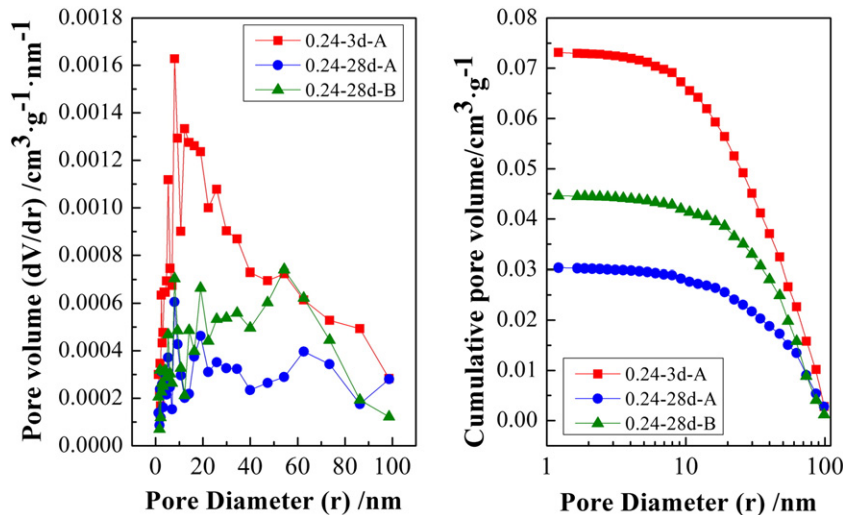 Pore volume (dV/dr) /cm³·g⁻¹·nm⁻¹
0.0018
0.0016
0.0014
0.0012
0.0010
0.0008
0.0006
0.0004
0.0002
0.0000
0.24-3d-A
0.24-28d-A
0.24-28d-B
0 20 40 60 80 100
Pore Diameter (r) /nm
Cumulative pore volume/cm³·g⁻¹
0.08
0.07
0.06
0.05
0.04
0.03
0.02
0.01
0.00
0.24-3d-A
0.24-28d-A
0.24-28d-B
1 10 100
Pore Diameter (r) /nm